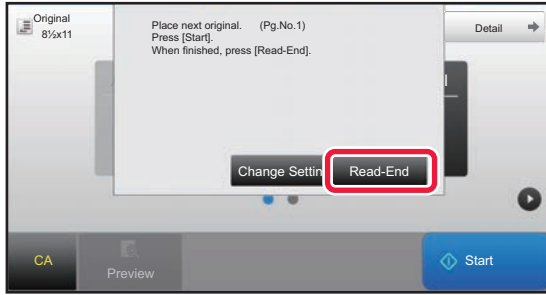 Original
8½x11
Place next original. (Pg.No.1)
Press [Start].
When finished, press [Read-End].
Detail
Change Settin
Read-End
CA
Preview
Start